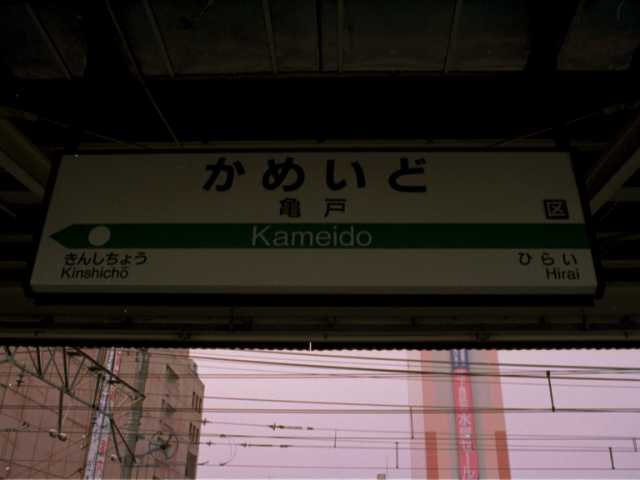 かめいど
亀戸
区
Kameido
きんしちょう
Kinshichō
ひらい
Hirai